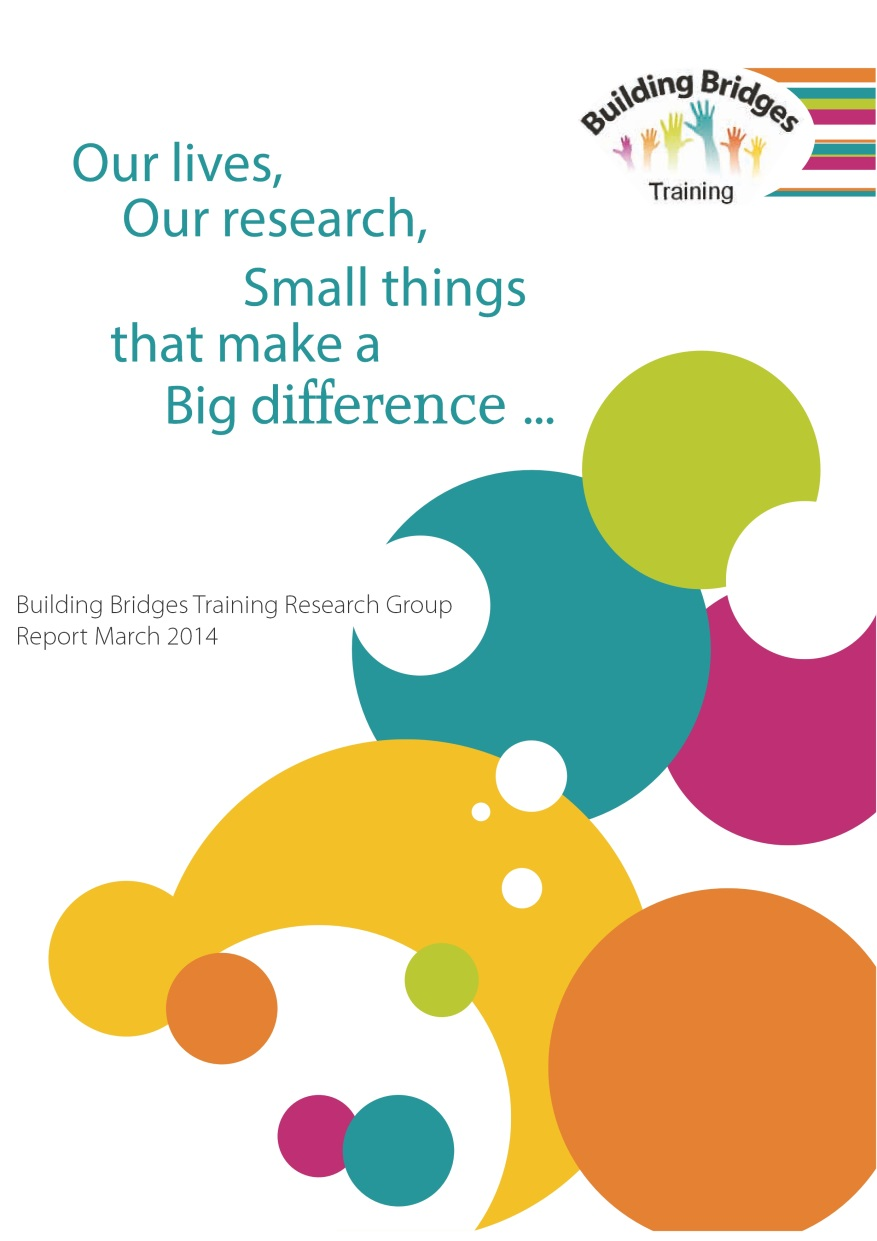 Building Bridges
Training
Our lives,
Our research,
Small things
that make a
Big difference ...
Building Bridges Training Research Group
Report March 2014